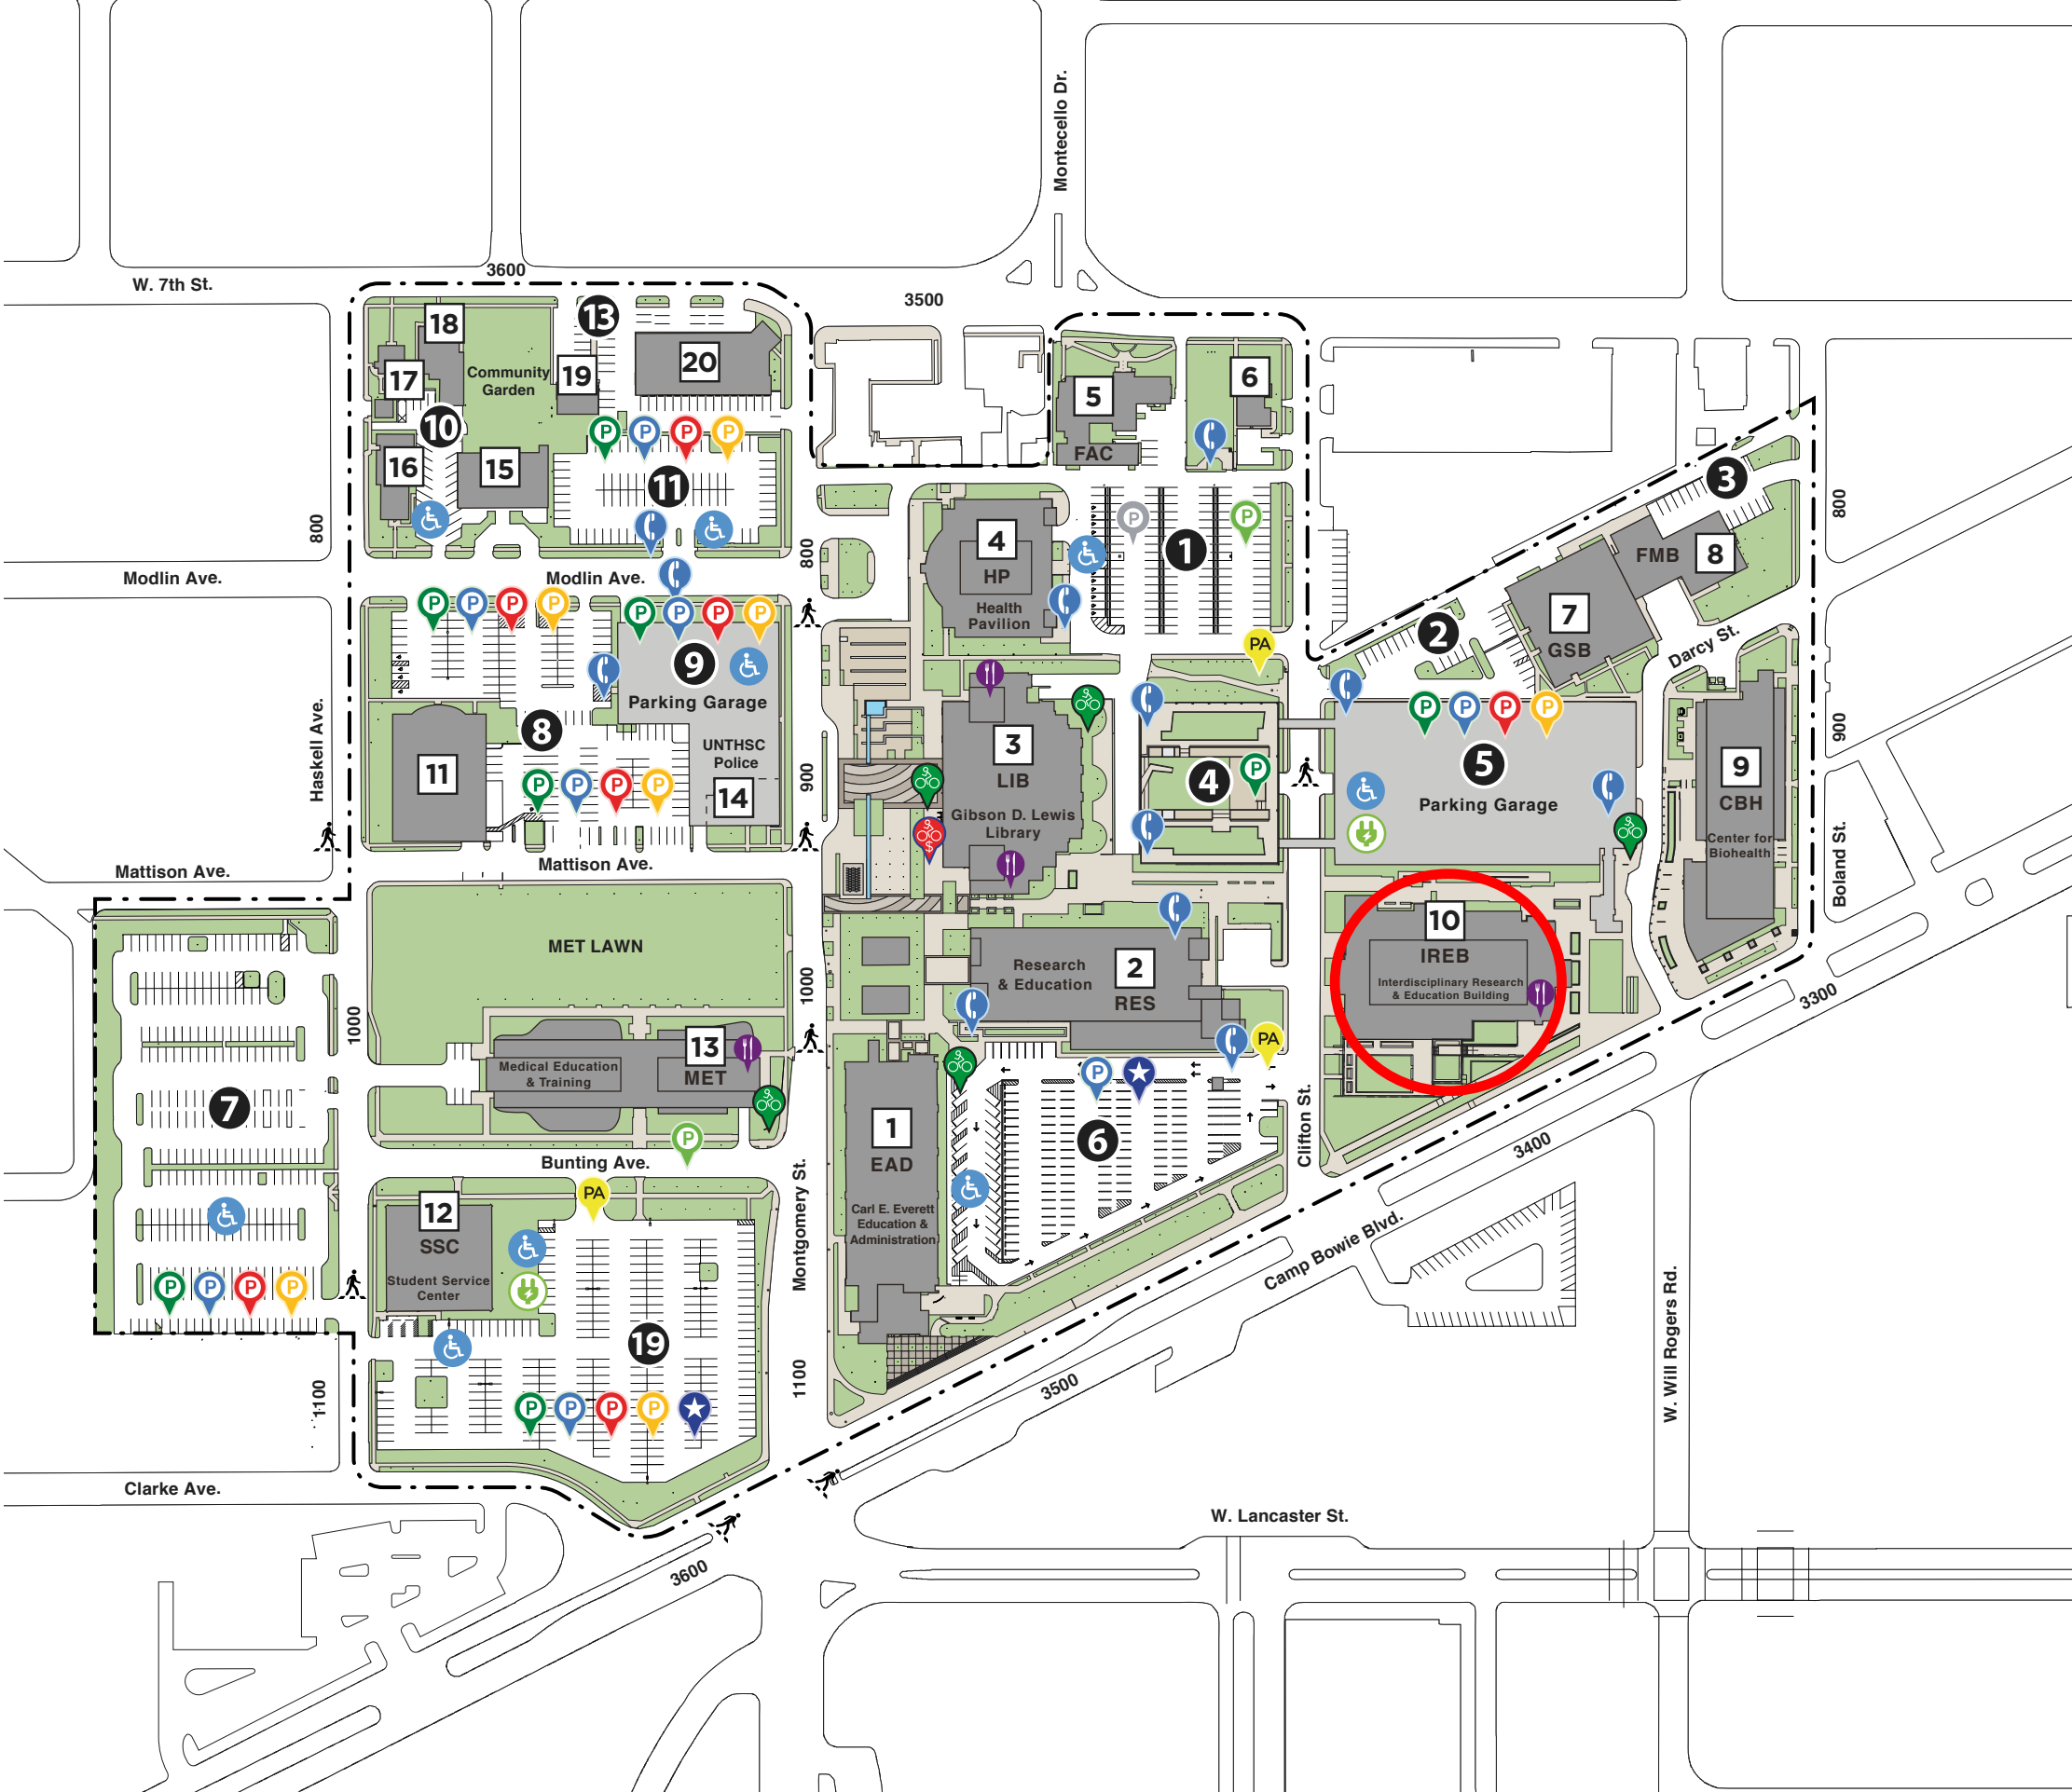 Montecello Dr.
W. 7th St.
3600
3500
18
13
17
Community
Garden
19
20
10
16
15
P
P
P
P
11
800
5
FAC
6
3
800
4
HP
Health
Pavilion
P
P
1
FMB
8
7
GSB
2
Darcy St.
Modlin Ave.
Modlin Ave.
800
P
P
P
P
P
P
P
P
9
Parking Garage
8
UNTHSC
Police
14
11
P
P
P
P
Haskell Ave.
900
Mattison Ave.
Mattison Ave.
PA
3
LIB
Gibson D. Lewis
Library
$
4
P
P
P
P
P
5
Parking Garage
9
CBH
Center for
Biohealth
900
Boland St.
MET LAWN
1000
1000
Research
& Education
2
RES
10
IREB
Interdisciplinary Research
& Education Building
3300
13
MET
Medical Education
& Training
7
P
Bunting Ave.
PA
P
PA
6
1
EAD
Carl E. Everett
Education &
Administration
Clifton St.
3400
Camp Bowie Blvd.
12
SSC
Student Service
Center
Montgomery St.
P
P
P
P
19
P
P
P
P
1100
1100
3500
W. Will Rogers Rd.
Clarke Ave.
W. Lancaster St.
3600